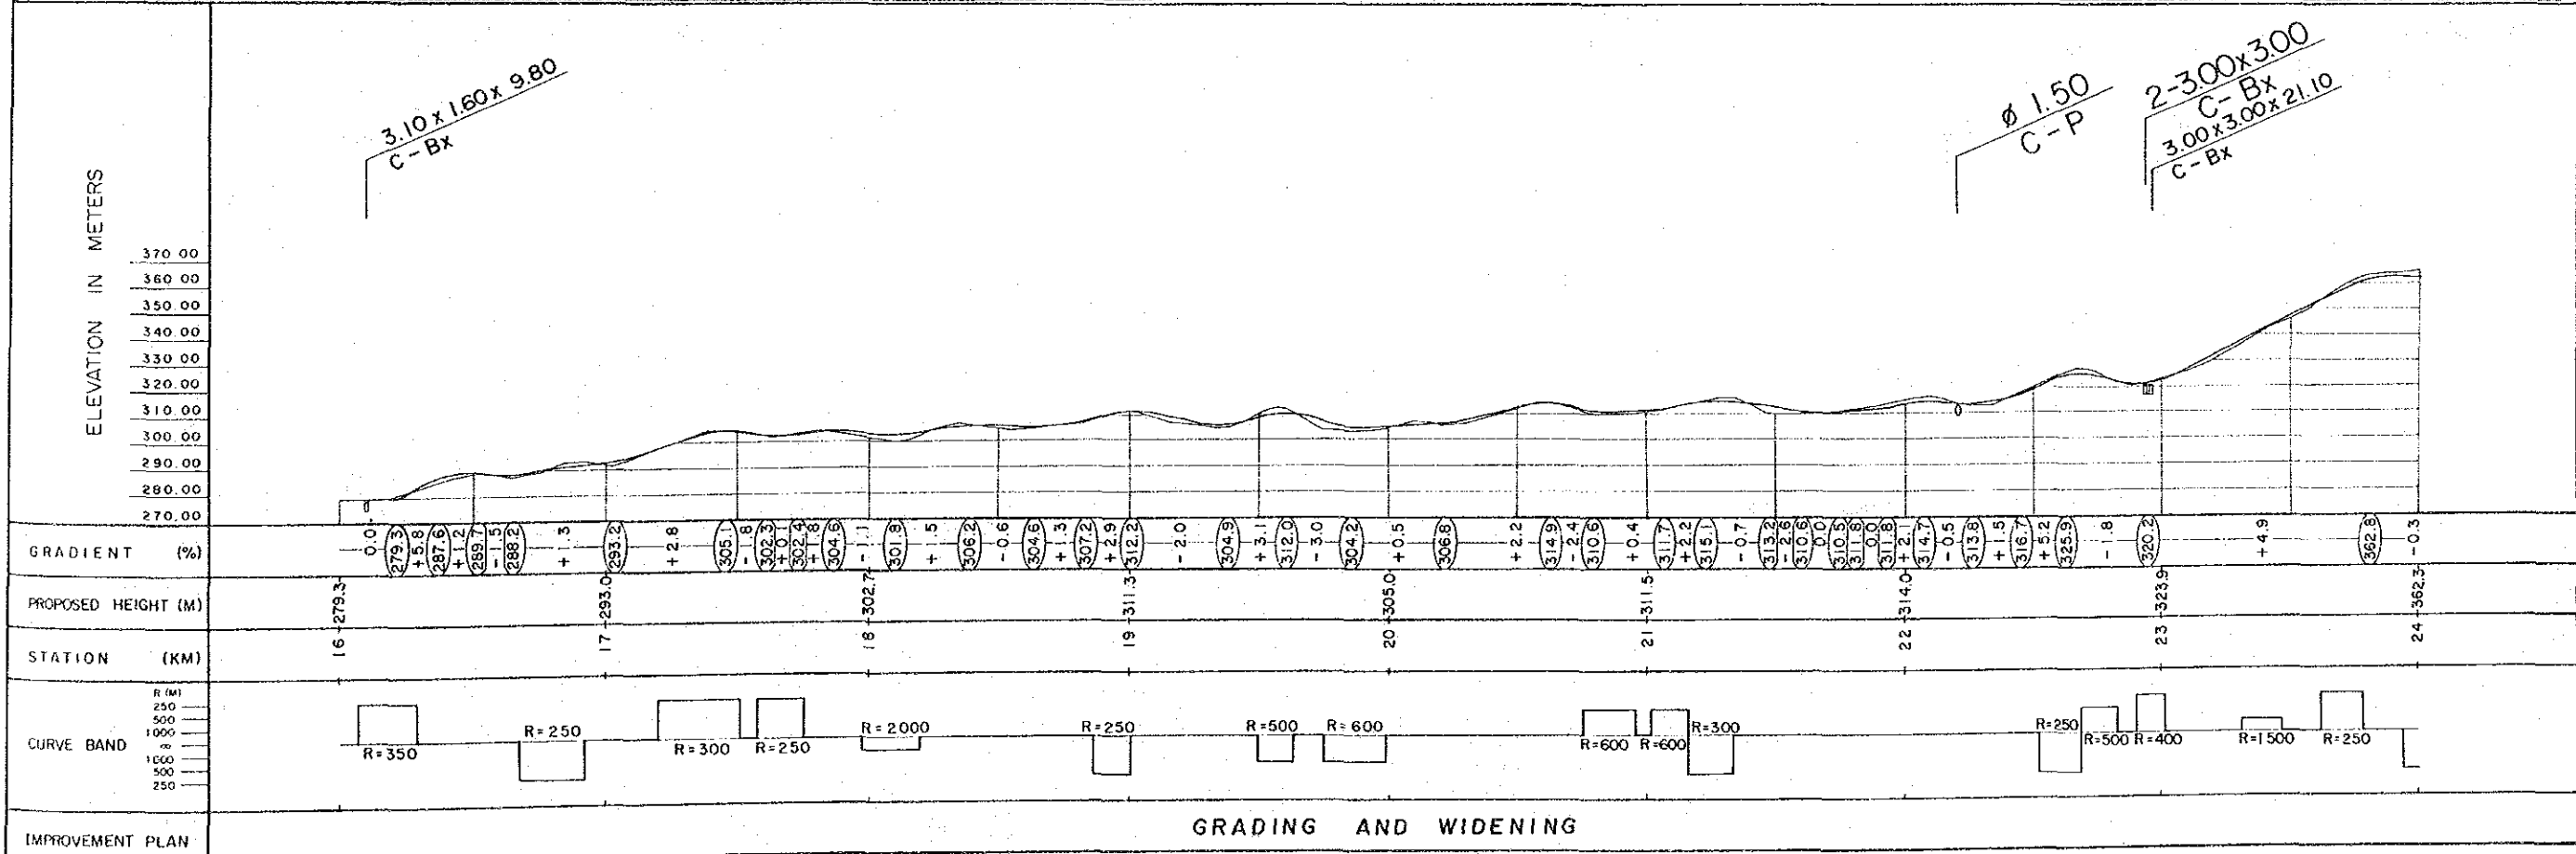 3.10 x 1.60 x 9.80
C - Bx
ø 1.50
C - P
2-3.00x3.00
C - Bx
3.00x3.00x21.10
C - Bx
ELEVATION IN METERS
370 00
360 00
350.00
340.00
330.00
320.00
310.00
300.00
290.00
280.00
270.00
GRADIENT (%)
0.0 279.3 +5.8 287.6 +1.2 289.7 -1.5 288.2 +1.3 293.2 +2.8 305.1 -1.8 302.3 +0.1 302.4 +.8 304.6 -1.1 301.9 +1.5 306.2 -0.6 304.6 +1.3 307.2 +2.9 312.2 -2.0 304.9 +3.1 312.0 -3.0 304.2 +0.5 306.8 +2.2 314.9 -2.4 310.6 +0.4 311.7 +2.2 315.1 -0.7 313.2 -2.6 310.6 0.0 310.5 311.8 0.0 311.8 +2.1 314.7 -0.5 313.8 +1.5 316.7 +5.2 325.9 -1.8 320.2 +4.9 362.8 -0.3
PROPOSED HEIGHT (M)
279.3 293.0 302.7 311.3 305.0 311.5 314.0 323.9 362.3
STATION (KM)
16 17 18 19 20 21 22 23 24
CURVE BAND
R (M)
250
500
1000
∞
1000
500
250
R=350 R=250 R=300 R=250 R=2000 R=250 R=500 R=600 R=600 R=600 R=300 R=250 R=500 R=400 R=1500 R=250
IMPROVEMENT PLAN
GRADING AND WIDENING